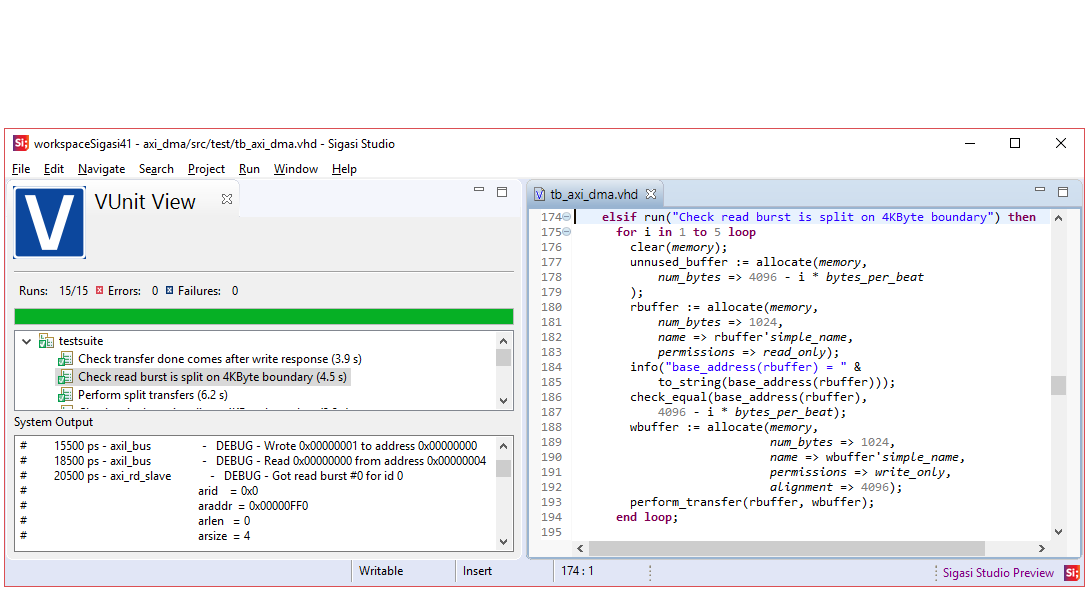 Si; workspaceSigasi41 - axi_dma/src/test/tb_axi_dma.vhd - Sigasi Studio
File Edit Navigate Search Project Run Window Help
V VUnit View
Runs: 15/15 Errors: 0 Failures: 0
testsuite
Check transfer done comes after write response (3.9 s)
Check read burst is split on 4KByte boundary (4.5 s)
Perform split transfers (6.2 s)
System Output
# 15500 ps - axil_bus - DEBUG - Wrote 0x00000001 to address 0x00000000
# 18500 ps - axil_bus - DEBUG - Read 0x00000000 from address 0x00000004
# 20500 ps - axi_rd_slave - DEBUG - Got read burst #0 for id 0
# arid = 0x0
# araddr = 0x00000FF0
# arlen = 0
# arsize = 4
tb_axi_dma.vhd
174 elsif run("Check read burst is split on 4KByte boundary") then
175 for i in 1 to 5 loop
176 clear(memory);
177 unnused_buffer := allocate(memory,
178 num_bytes => 4096 - i * bytes_per_beat
179 );
180 rbuffer := allocate(memory,
181 num_bytes => 1024,
182 name => rbuffer'simple_name,
183 permissions => read_only);
184 info("base_address(rbuffer) = " &
185 to_string(base_address(rbuffer)));
186 check_equal(base_address(rbuffer),
187 4096 - i * bytes_per_beat);
188 wbuffer := allocate(memory,
189 num_bytes => 1024,
190 name => wbuffer'simple_name,
191 permissions => write_only,
192 alignment => 4096);
193 perform_transfer(rbuffer, wbuffer);
194 end loop;
195
Writable Insert 174 : 1 Sigasi Studio Preview Si;